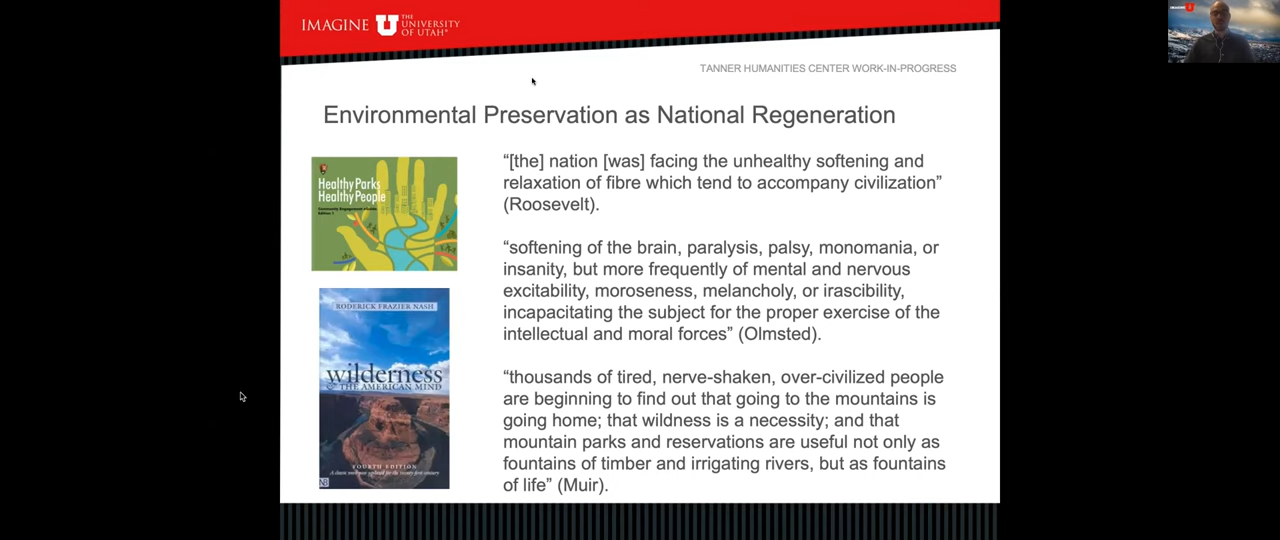 IMAGINE U THE UNIVERSITY OF UTAH
TANNER HUMANITIES CENTER WORK-IN-PROGRESS
Environmental Preservation as National Regeneration
Healthy Parks
Healthy People
Community Engagement eGuide
Edition 1
RODERICK FRAZIER NASH
wilderness
& THE AMERICAN MIND
FOURTH EDITION
“[the] nation [was] facing the unhealthy softening and
relaxation of fibre which tend to accompany civilization”
(Roosevelt).
“softening of the brain, paralysis, palsy, monomania, or
insanity, but more frequently of mental and nervous
excitability, moroseness, melancholy, or irascibility,
incapacitating the subject for the proper exercise of the
intellectual and moral forces” (Olmsted).
“thousands of tired, nerve-shaken, over-civilized people
are beginning to find out that going to the mountains is
going home; that wildness is a necessity; and that
mountain parks and reservations are useful not only as
fountains of timber and irrigating rivers, but as fountains
of life” (Muir).
IMAGINE U